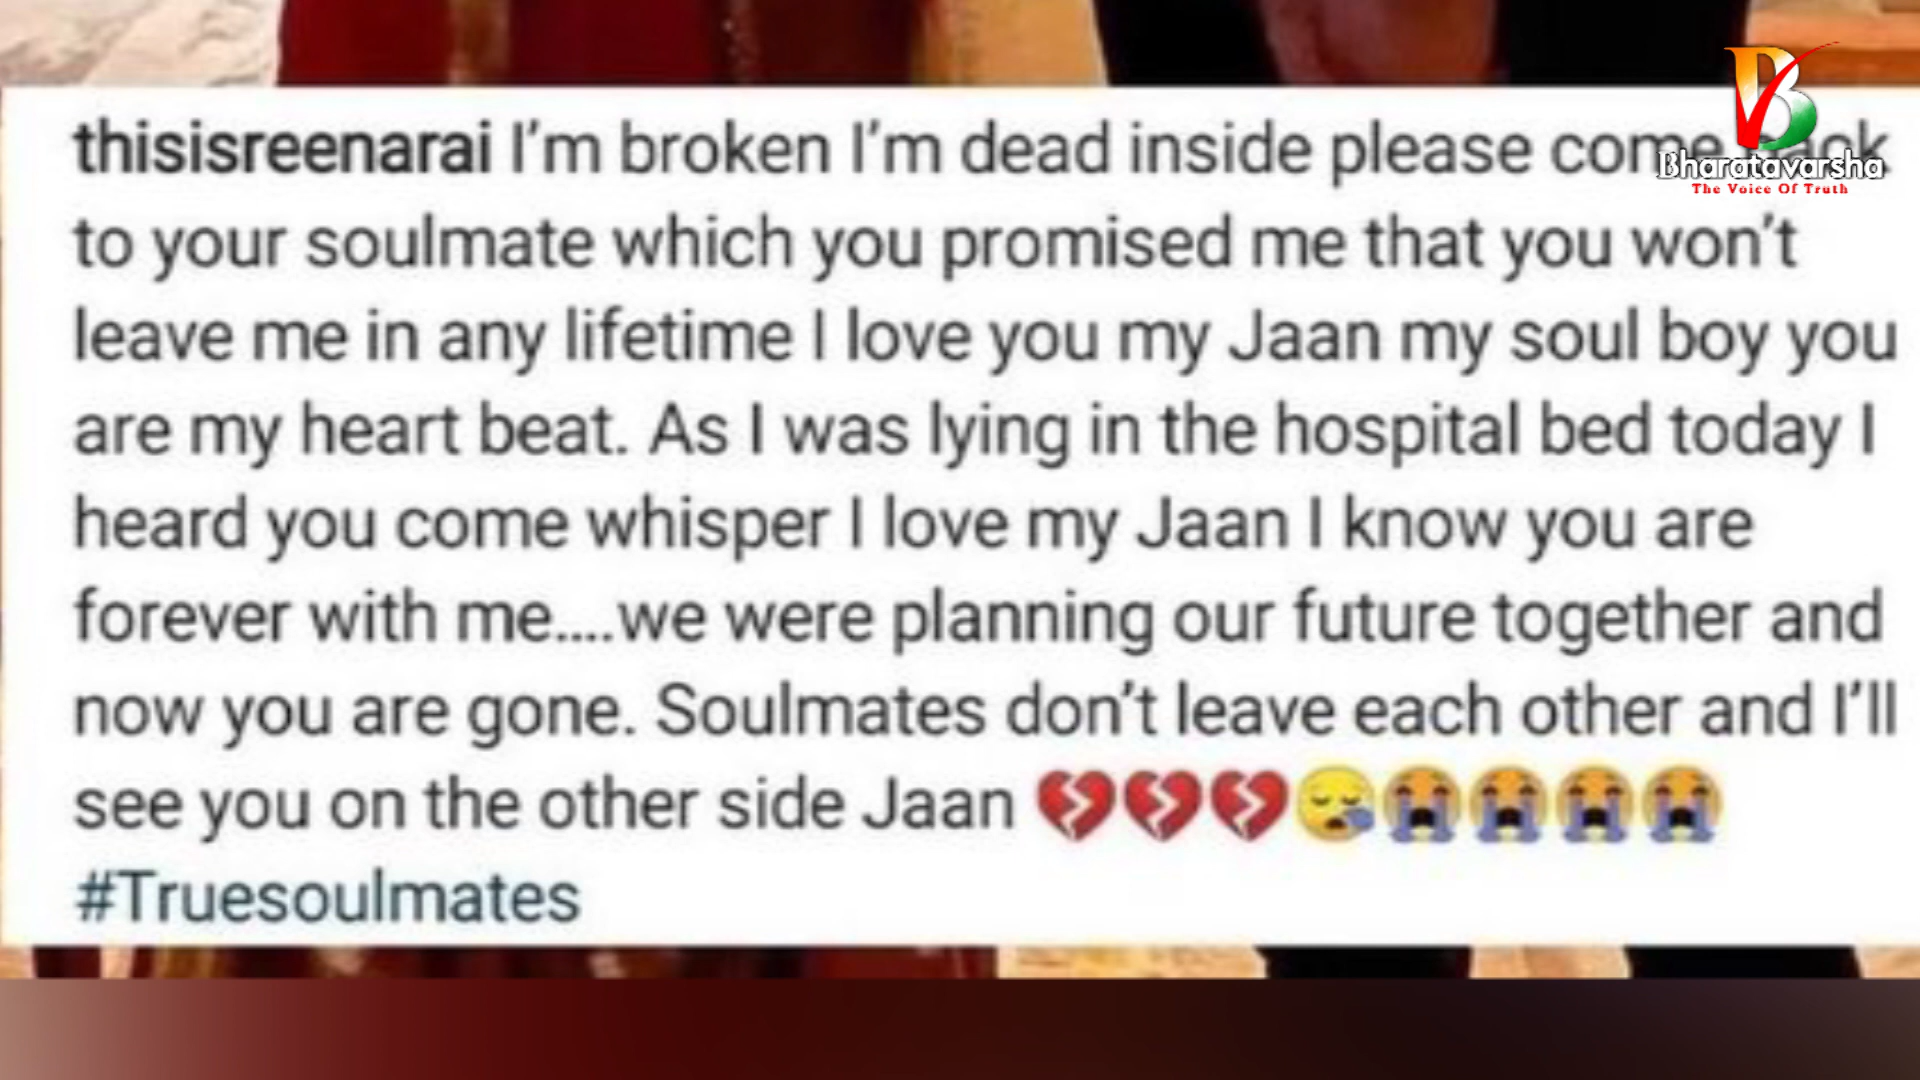 thisisreenarai I'm broken I'm dead inside please come back
to your soulmate which you promised me that you won't
leave me in any lifetime I love you my Jaan my soul boy you
are my heart beat. As I was lying in the hospital bed today I
heard you come whisper I love my Jaan I know you are
forever with me....we were planning our future together and
now you are gone. Soulmates don't leave each other and I'll
see you on the other side Jaan 💔💔💔😪😭😭😭😭
#Truesoulmates
Bharatavarsha
The Voice Of Truth